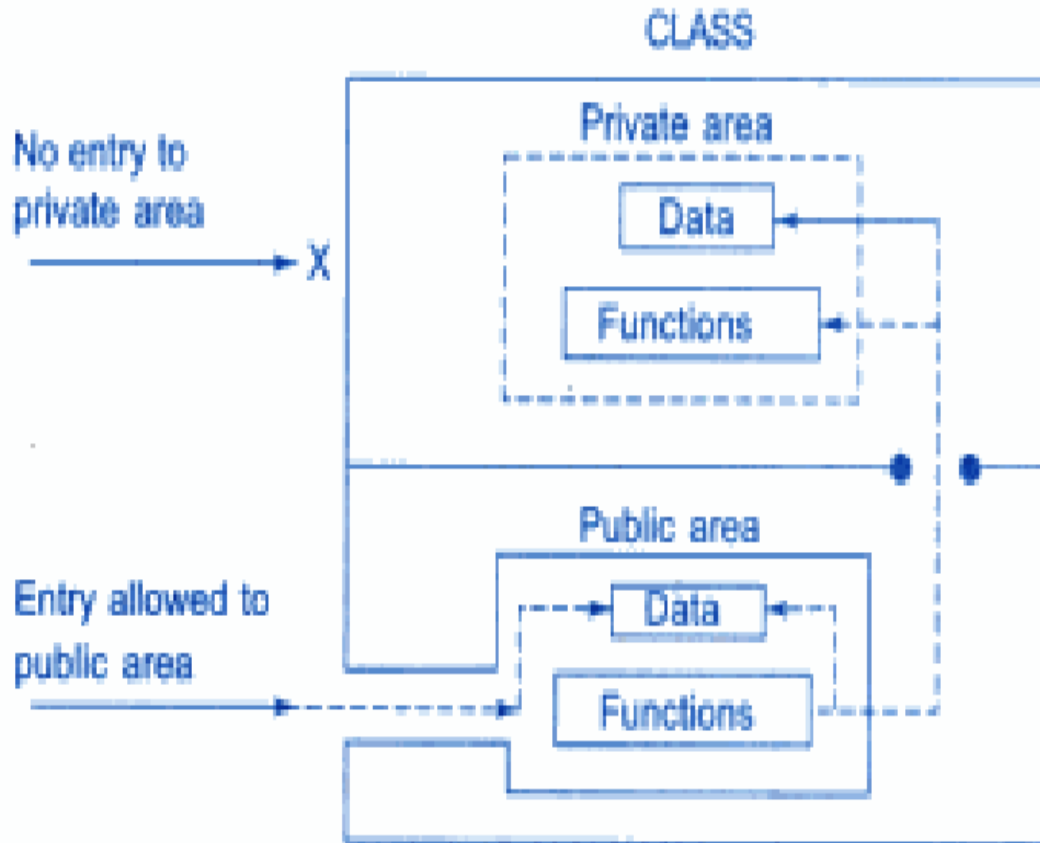 CLASS
Private area
No entry to
private area
X
Data
Functions
Public area
Entry allowed to
public area
Data
Functions